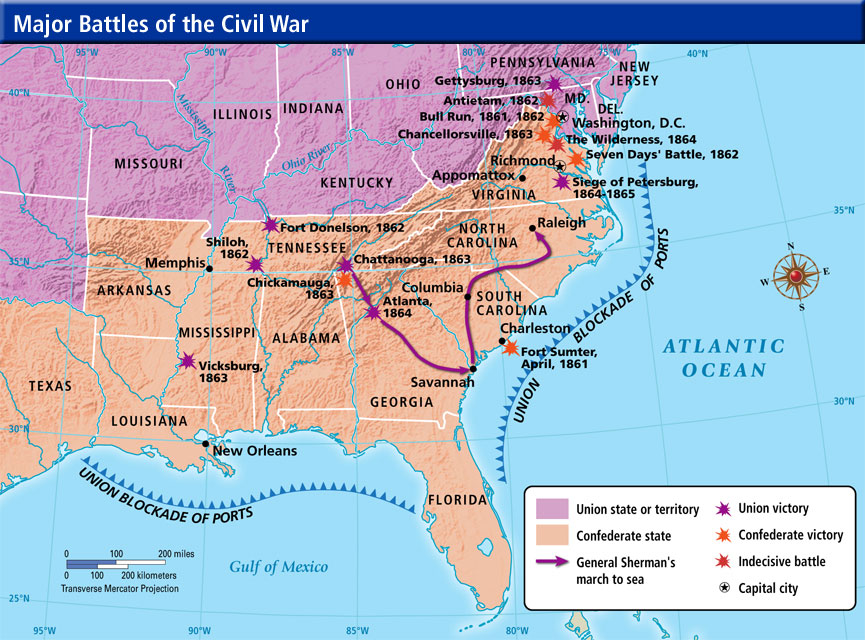 Major Battles of the Civil War
95°W
90°W
85°W
80°W
75°W
40°N
40°N
PENNSYLVANIA
NEW
JERSEY
OHIO
Gettysburg, 1863
ILLINOIS
INDIANA
Antietam, 1862
MD.
DEL.
Bull Run, 1861, 1862
Washington, D.C.
Mississippi
River
Chancellorsville, 1863
The Wilderness, 1864
MISSOURI
Ohio River
Seven Days' Battle, 1862
Richmond
Appomattox
KENTUCKY
Siege of Petersburg,
1864-1865
VIRGINIA
35°N
35°N
Fort Donelson, 1862
Raleigh
NORTH
CAROLINA
Shiloh,
1862
TENNESSEE
Memphis
Chattanooga, 1863
Chickamauga,
1863
ARKANSAS
Columbia
SOUTH
CAROLINA
Atlanta,
1864
N
W
E
S
UNION BLOCKADE OF PORTS
MISSISSIPPI
ALABAMA
Charleston
Fort Sumter,
April, 1861
ATLANTIC
OCEAN
Vicksburg,
1863
Savannah
TEXAS
GEORGIA
30°N
30°N
LOUISIANA
New Orleans
UNION BLOCKADE OF PORTS
FLORIDA
Gulf of Mexico
0 100 200 miles
0 100 200 kilometers
Transverse Mercator Projection
25°N
95°W
90°W
85°W
80°W
Union state or territory
Confederate state
General Sherman's
march to sea
Union victory
Confederate victory
Indecisive battle
Capital city